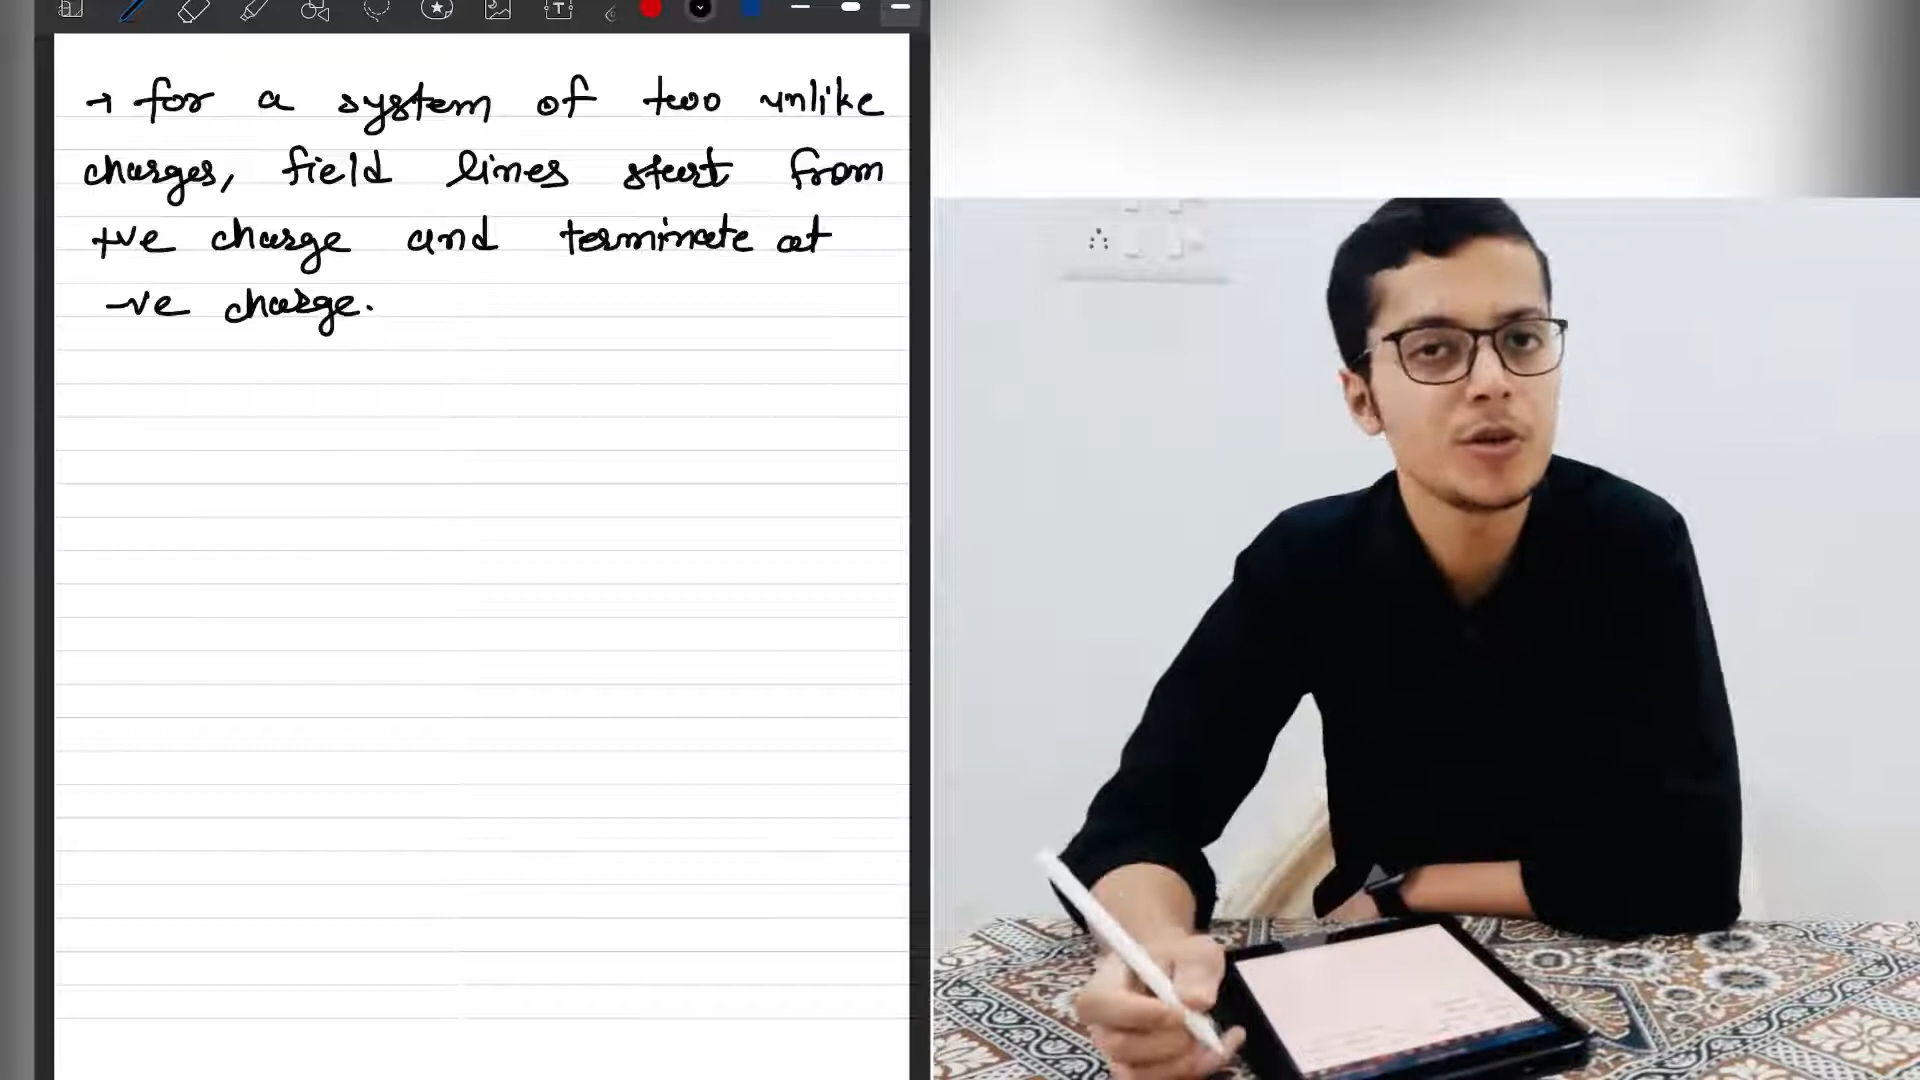 → for a system of two unlike
charges, field lines start from
+ve charge and terminate at
-ve charge.